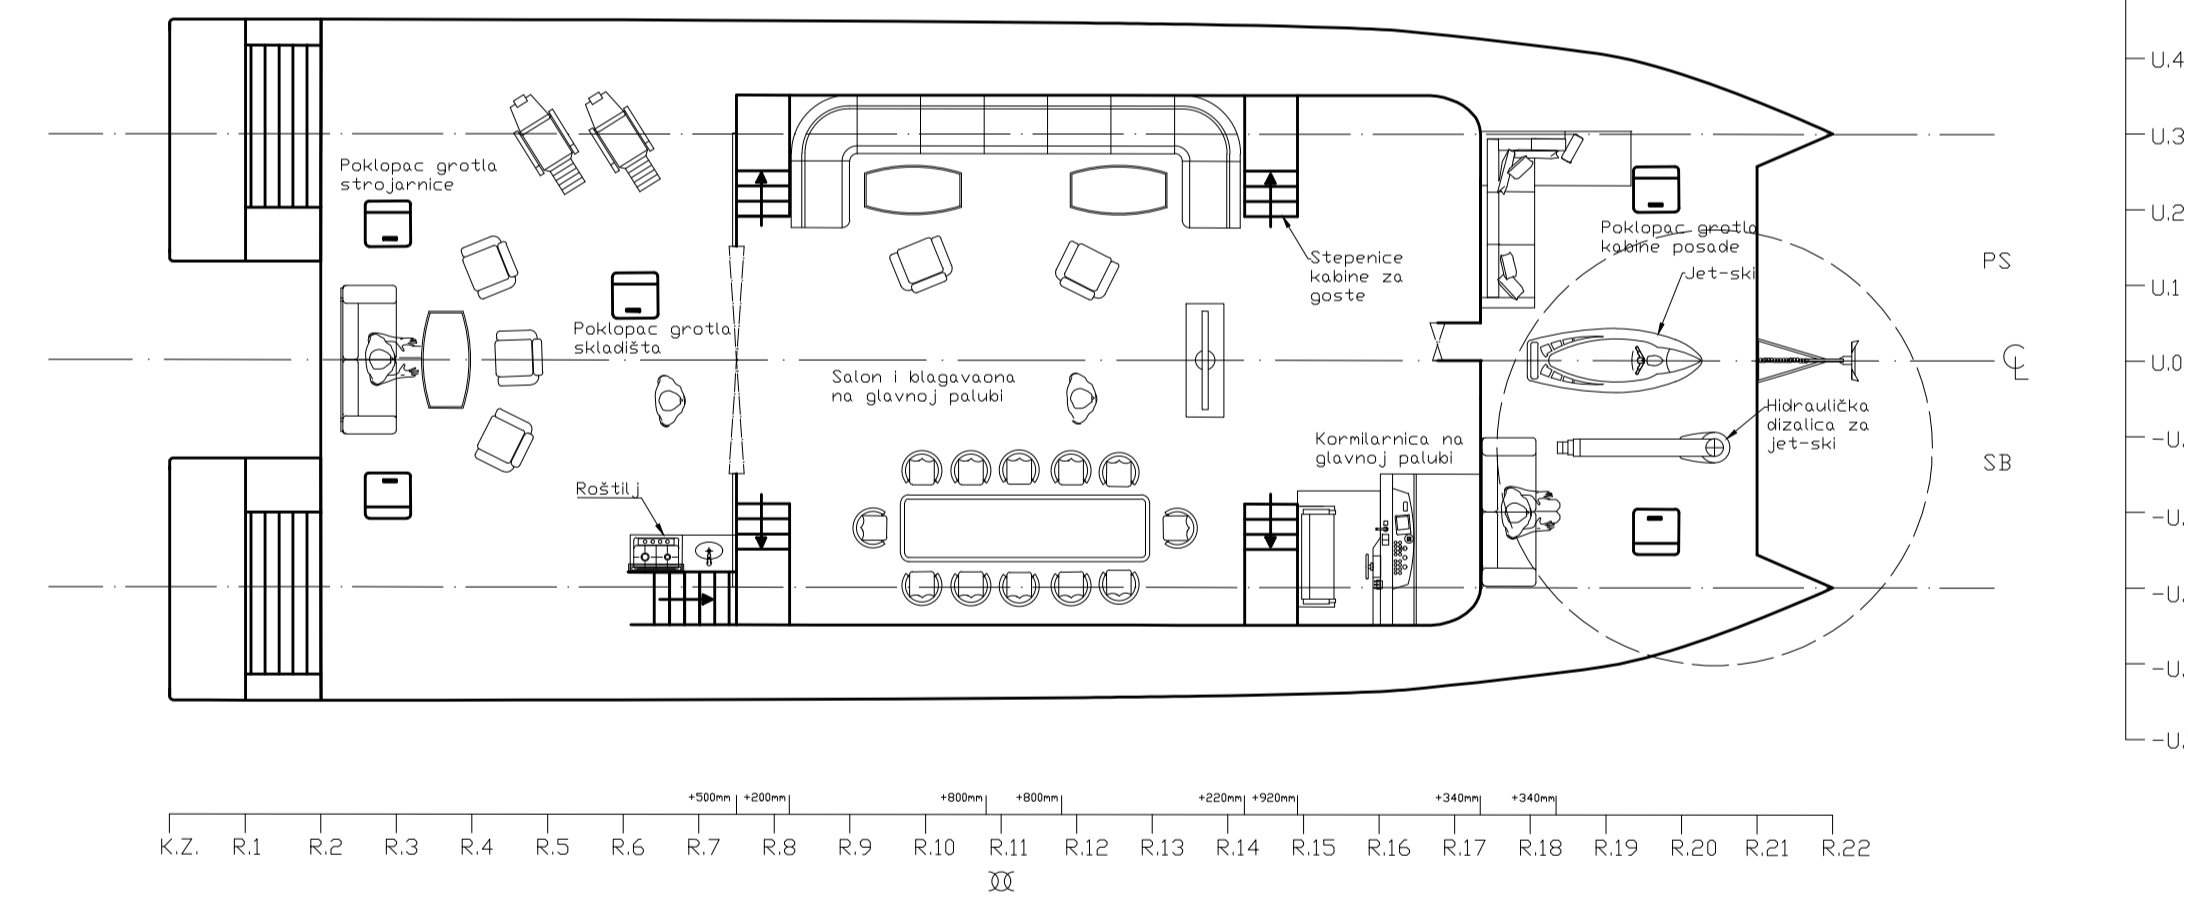 U.4
U.3
Poklopac grotla
strojarnice
U.2
Poklopac grotla
kabine posade
Stepenice
kabine za
goste
PS
Jet-ski
U.1
Poklopac grotla
skladišta
CL
U.0
Salon i blagavaona
na glavnoj palubi
Hidraulička
dizalica za
jet-ski
Kormilarnica na
glavnoj palubi
-U.
SB
Roštilj
-U.
-U.
-U.
-U.
+500mm
+200mm
+800mm
+800mm
+220mm
+920mm
+340mm
+340mm
K.Z. R.1 R.2 R.3 R.4 R.5 R.6 R.7 R.8 R.9 R.10 R.11 R.12 R.13 R.14 R.15 R.16 R.17 R.18 R.19 R.20 R.21 R.22